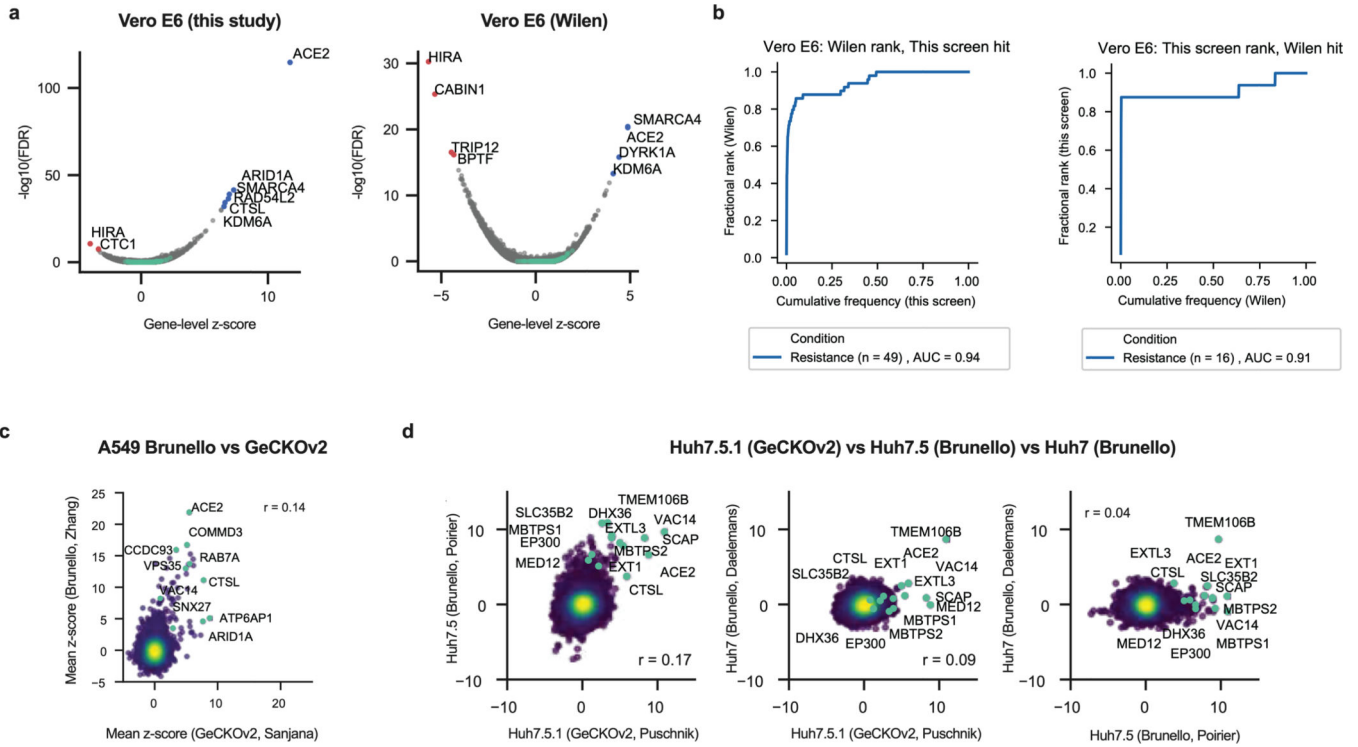 a
Vero E6 (this study)
-log10(FDR)
100
50
0
0
10
Gene-level z-score
ACE2
ARID1A
SMARCA4
RAD54L2
CTSL
KDM6A
HIRA
CTC1
Vero E6 (Wilen)
-log10(FDR)
30
20
10
0
−5
0
5
Gene-level z-score
HIRA
CABIN1
TRIP12
BPTF
SMARCA4
ACE2
DYRK1A
KDM6A
b
Vero E6: Wilen rank, This screen hit
Fractional rank (Wilen)
1.0
0.8
0.6
0.4
0.2
0.0
0.00
0.25
0.50
0.75
1.00
Cumulative frequency (this screen)
Condition
Resistance (n = 49) , AUC = 0.94
Vero E6: This screen rank, Wilen hit
Fractional rank (this screen)
1.0
0.8
0.6
0.4
0.2
0.00
0.25
0.50
0.75
1.00
Cumulative frequency (Wilen)
Condition
Resistance (n = 16) , AUC = 0.91
c
A549 Brunello vs GeCKOv2
Mean z-score (Brunello, Zhang)
25
20
15
10
5
0
−5
0
10
20
Mean z-score (GeCKOv2, Sanjana)
r = 0.14
ACE2
COMMD3
CCDC93
RAB7A
VPS35
CTSL
VAC14
SNX27
ATP6AP1
ARID1A
d
Huh7.5.1 (GeCKOv2) vs Huh7.5 (Brunello) vs Huh7 (Brunello)
Huh7.5 (Brunello, Poirier)
10
0
−10
−10
0
10
Huh7.5.1 (GeCKOv2, Puschnik)
TMEM106B
SLC35B2
DHX36
VAC14
MBTPS1
EXTL3
SCAP
EP300
MBTPS2
MED12
EXT1
ACE2
CTSL
r = 0.17
Huh7 (Brunello, Daelemans)
10
0
−10
−10
0
10
Huh7.5.1 (GeCKOv2, Puschnik)
TMEM106B
CTSL
ACE2
EXT1
VAC14
SLC35B2
EXTL3
SCAP
MED12
MBTPS1
MBTPS2
DHX36
EP300
r = 0.09
Huh7 (Brunello, Daelemans)
10
0
−10
−10
0
10
Huh7.5 (Brunello, Poirier)
r = 0.04
TMEM106B
EXTL3
ACE2
EXT1
CTSL
SLC35B2
SCAP
MBTPS2
VAC14
DHX36
MED12
MBTPS1
EP300